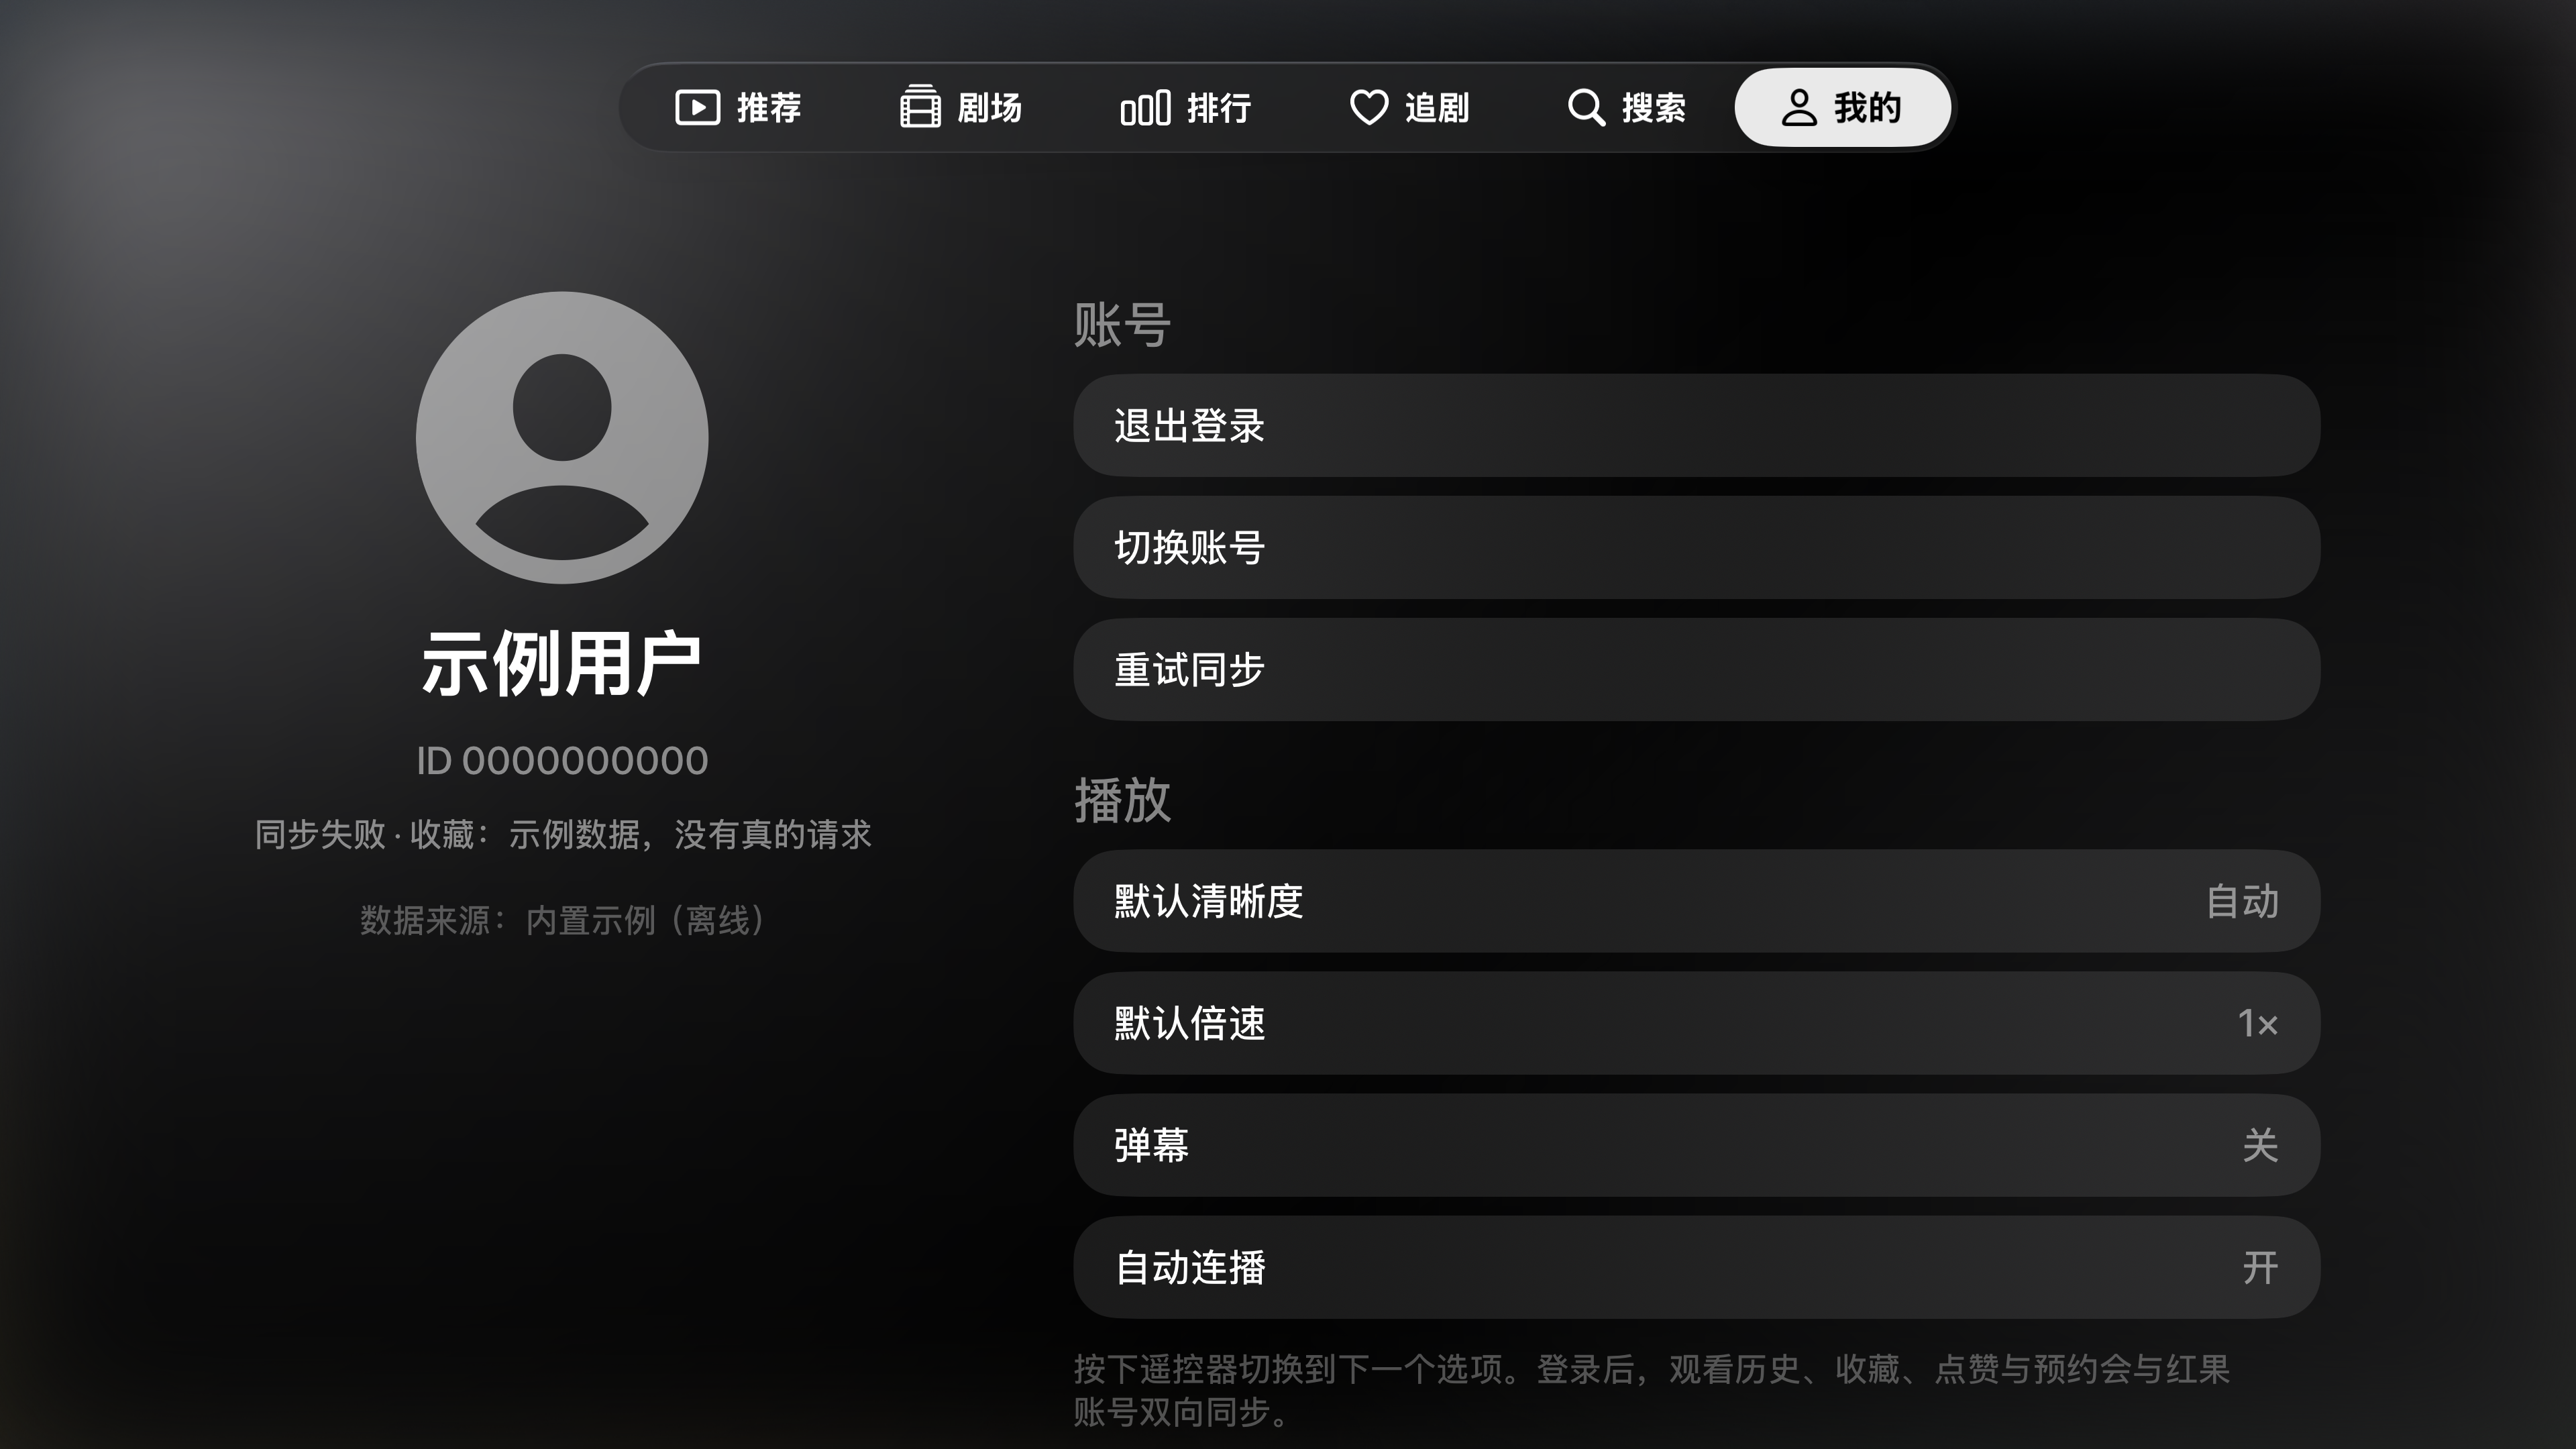 推荐 剧场 排行 追剧 搜索 我的
示例用户
ID 0000000000
同步失败 · 收藏：示例数据，没有真的请求
数据来源：内置示例（离线）
账号
退出登录
切换账号
重试同步
播放
默认清晰度 自动
默认倍速 1×
弹幕 关
自动连播 开
按下遥控器切换到下一个选项。登录后，观看历史、收藏、点赞与预约会与红果
账号双向同步。